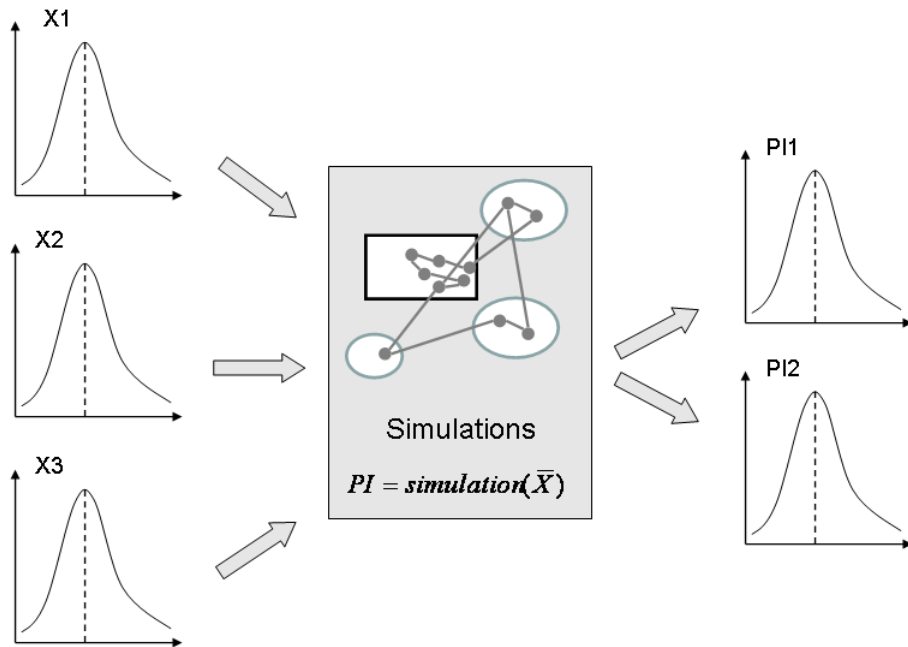 X1
X2
X3
Simulations
PI = simulation(X̅)
PI1
PI2